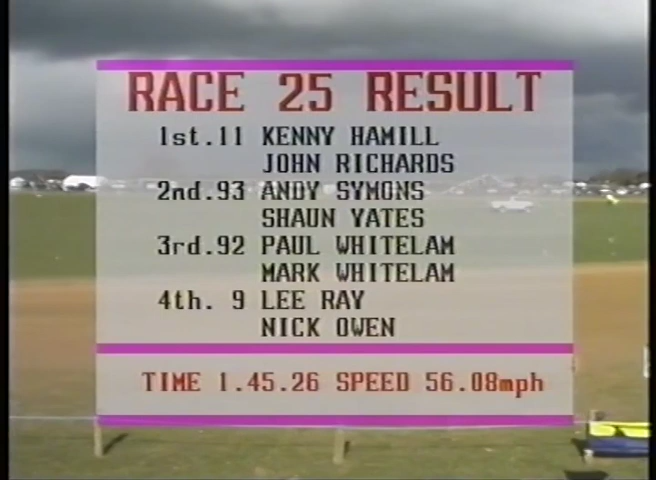 RACE 25 RESULT
1st.11 KENNY HAMILL
JOHN RICHARDS
2nd.93 ANDY SYMONS
SHAUN YATES
3rd.92 PAUL WHITELAM
MARK WHITELAM
4th. 9 LEE RAY
NICK OWEN
TIME 1.45.26 SPEED 56.08mph